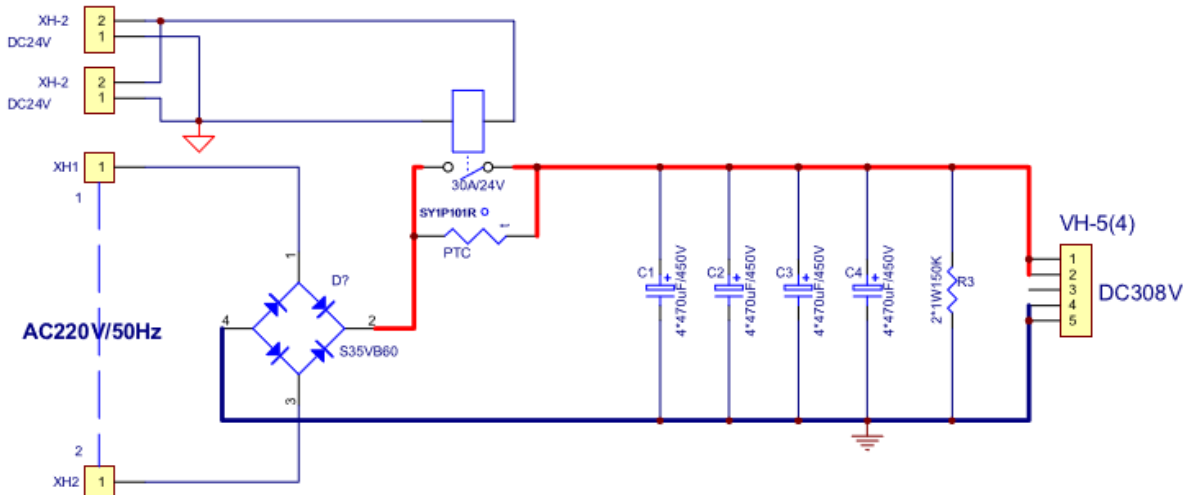 XH-2
2
1
DC24V
XH-2
2
1
DC24V
XH1
1
1
30A/24V
SY1P101R
PTC
VH-5(4)
1
2
3
4
5
DC308V
C1
+
4*470uF/450V
C2
+
4*470uF/450V
C3
+
4*470uF/450V
C4
+
4*470uF/450V
R3
2*1W150K
1
D?
4
2
AC220V/50Hz
S35VB60
3
2
XH2
1